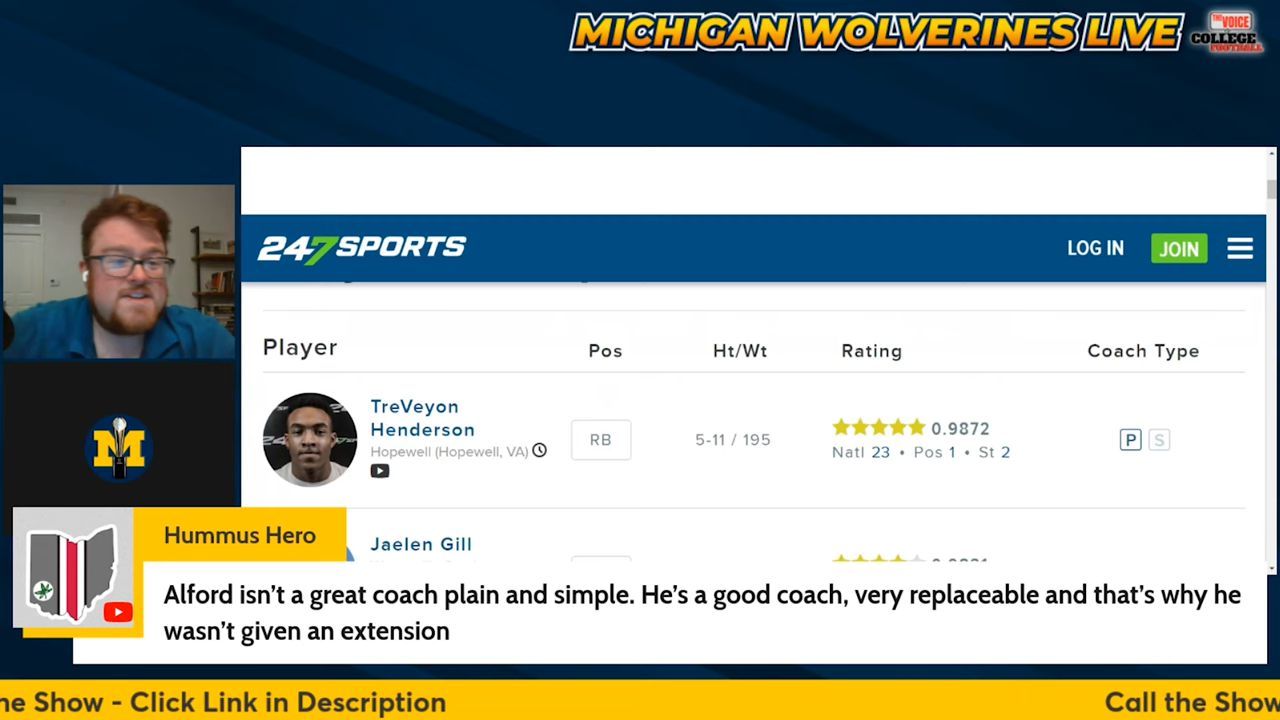 MICHIGAN WOLVERINES LIVE
THE VOICE
COLLEGE
FOOTBALL
247SPORTS
LOG IN
JOIN
Player
Pos
Ht/Wt
Rating
Coach Type
TreVeyon
Henderson
Hopewell (Hopewell, VA)
RB
5-11 / 195
0.9872
Natl 23 • Pos 1 • St 2
P S
M
Jaelen Gill
Hummus Hero
Alford isn't a great coach plain and simple. He's a good coach, very replaceable and that's why he
wasn't given an extension
he Show - Click Link in Description
Call the Show